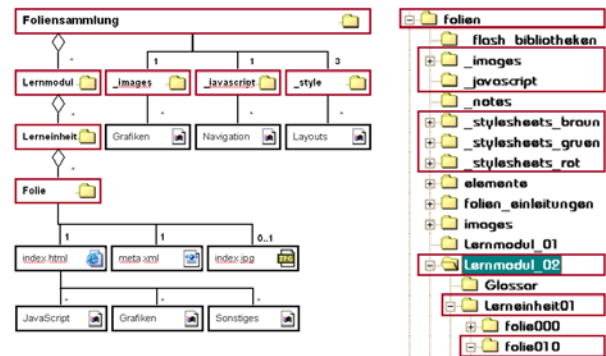 Foliensammlung
* 1 1 3
Lernmodul _images _javascript _style
* * * *
Lerneinheit Grafiken Navigation Layouts
*
Folie
1 1 0..1
index.html meta.xml index.jpg
JPG
* * *
JavaScript Grafiken Sonstiges
folien
_flash_bibliotheken
_images
_javascript
_notes
_stylesheets_braun
_stylesheets_gruen
_stylesheets_rot
elemente
folien_einleitungen
images
Lernmodul_01
Lernmodul_02
Glossar
Lerneinheit01
folie000
folie010